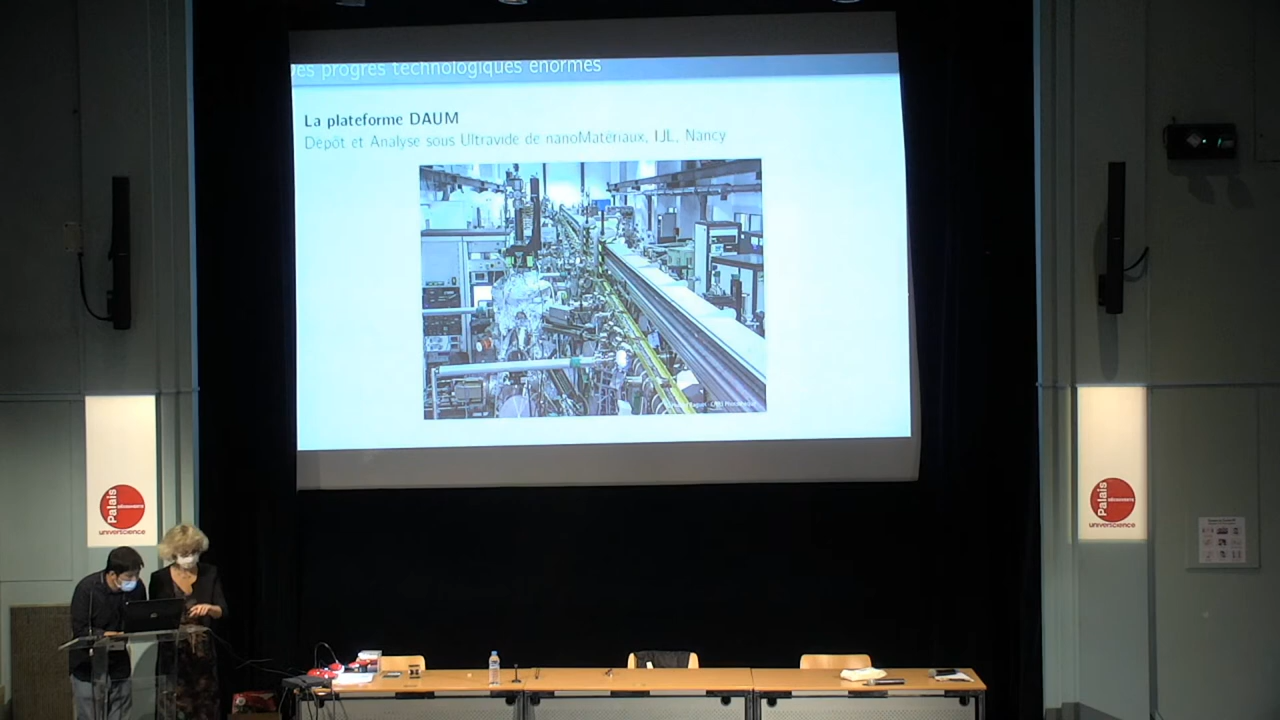 Des progrès technologiques énormes
La plateforme DAUM
Dépôt et Analyse sous Ultravide de nanoMatériaux, IJL, Nancy
Palais
DÉCOUVERTE
universcience
Palais
DÉCOUVERTE
universcience